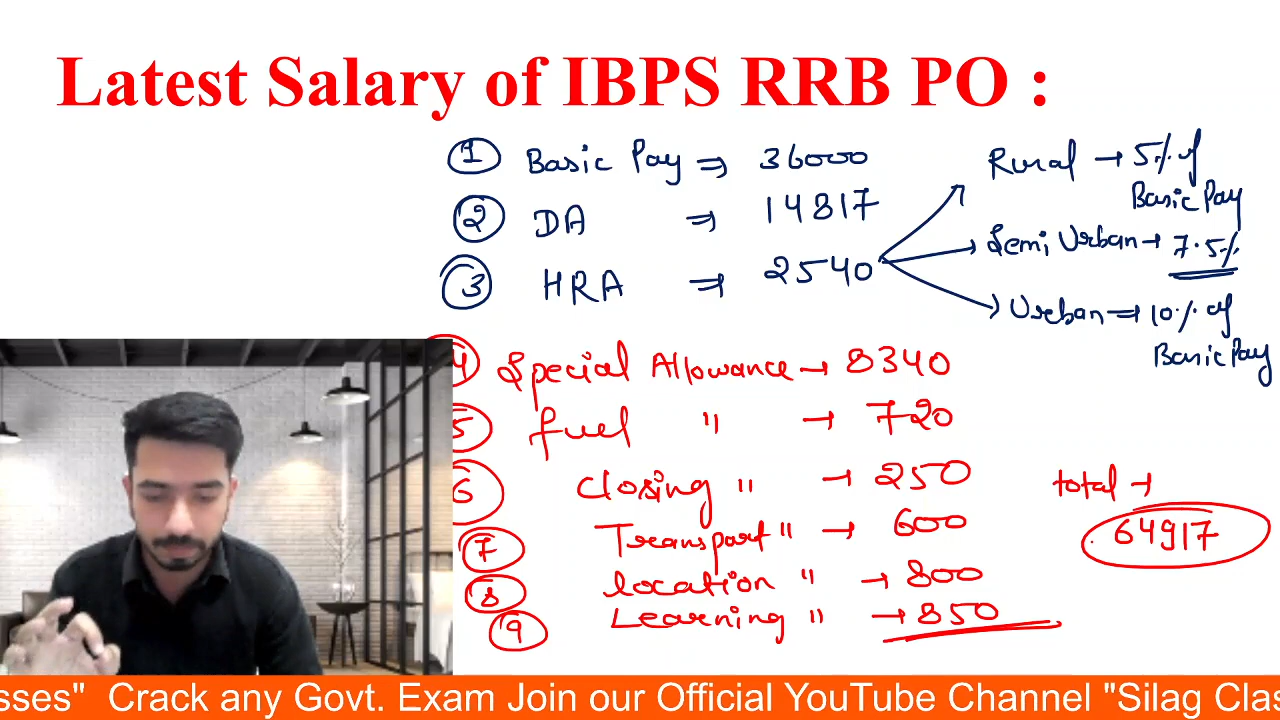 Latest Salary of IBPS RRB PO :
1 Basic Pay ⇒ 36000
2 DA ⇒ 14817
3 HRA ⇒ 2540
Rural → 5% of
Basic Pay
Semi Urban → 7.5%
Urban ⇒ 10% of
Basic Pay
4 Special Allowance → 8340
5 fuel " → 720
6 Closing " → 250
7 Transport " → 600
8 location " → 800
9 Learning " → 850
total →
64917
sses" Crack any Govt. Exam Join our Official YouTube Channel "Silag Clas